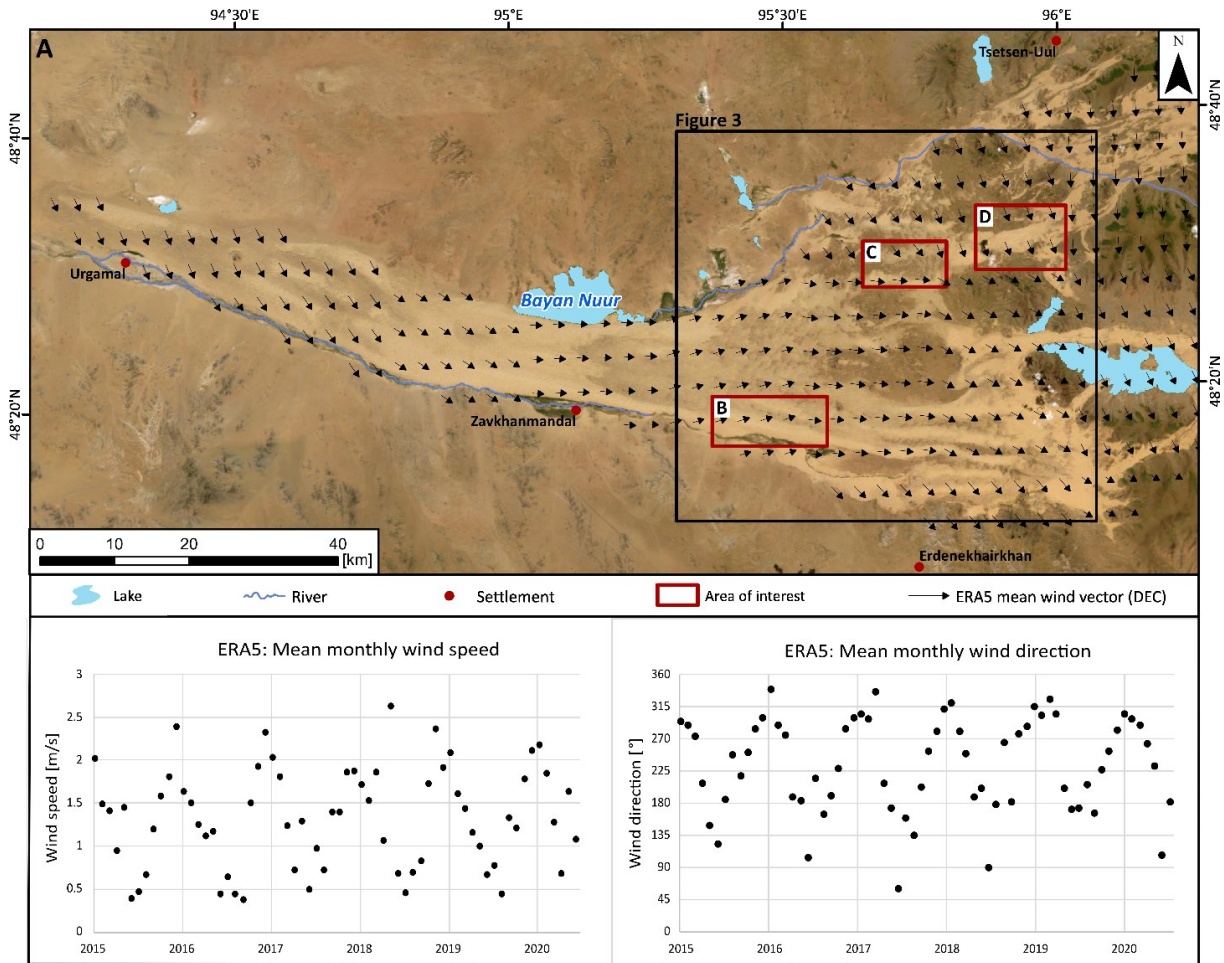 94°30'E
95°E
95°30'E
96°E
A
N
Tsetsen-Uul
48°40'N
48°40'N
Figure 3
D
C
Urgamal
Bayan Nuur
48°20'N
48°20'N
B
Zavkhanmandal
Erdenekhairkhan
0 10 20 40
[km]
Lake River Settlement Area of interest ERA5 mean wind vector (DEC)
ERA5: Mean monthly wind speed
Wind speed [m/s]
3
2.5
2
1.5
1
0.5
0
2015 2016 2017 2018 2019 2020
ERA5: Mean monthly wind direction
Wind direction [°]
360
315
270
225
180
135
90
45
0
2015 2016 2017 2018 2019 2020